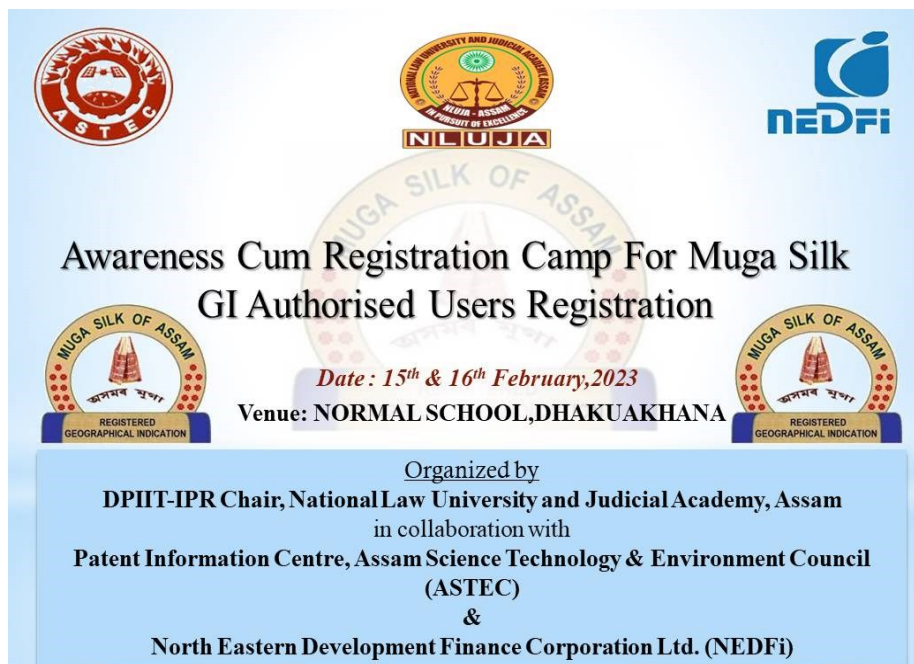 ASTEC
NATIONAL LAW UNIVERSITY AND JUDICIAL ACADEMY, ASSAM
NLUJA - ASSAM
IN PURSUIT OF EXCELLENCE
NLUJA
NEDFi
MUGA SILK OF ASSAM
Awareness Cum Registration Camp For Muga Silk
GI Authorised Users Registration
MUGA SILK OF ASSAM
অসমৰ মুগা
REGISTERED
GEOGRAPHICAL INDICATION
MUGA SILK OF ASSAM
অসমৰ মুগা
REGISTERED
GEOGRAPHICAL INDICATION
Date : 15th & 16th February,2023
Venue: NORMAL SCHOOL,DHAKUAKHANA
Organized by
DPIIT-IPR Chair, National Law University and Judicial Academy, Assam
in collaboration with
Patent Information Centre, Assam Science Technology & Environment Council
(ASTEC)
&
North Eastern Development Finance Corporation Ltd. (NEDFi)